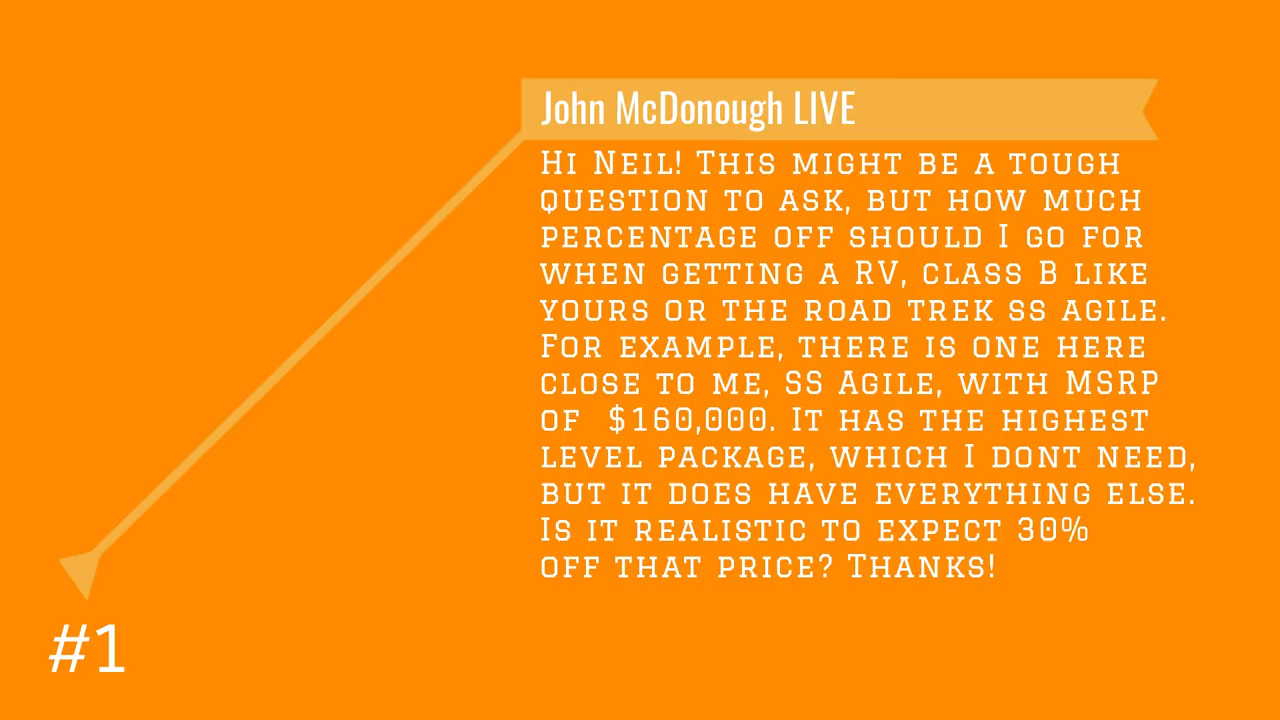 John McDonough LIVE
Hi Neil! This might be a tough
question to ask, but how much
percentage off should I go for
when getting a RV, class B like
yours or the road trek ss agile.
For example, there is one here
close to me, SS Agile, with MSRP
of  $160,000. It has the highest
level package, which I dont need,
but it does have everything else.
Is it realistic to expect 30%
off that price? Thanks!
#1